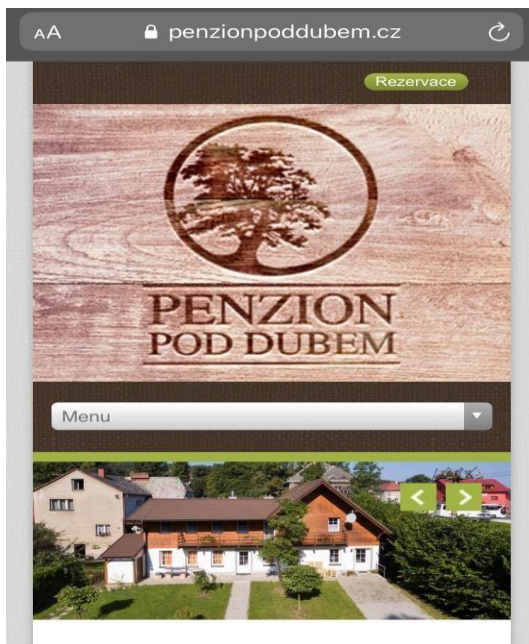 AA penzionpoddubem.cz
Rezervace
PENZION
POD DUBEM
Menu